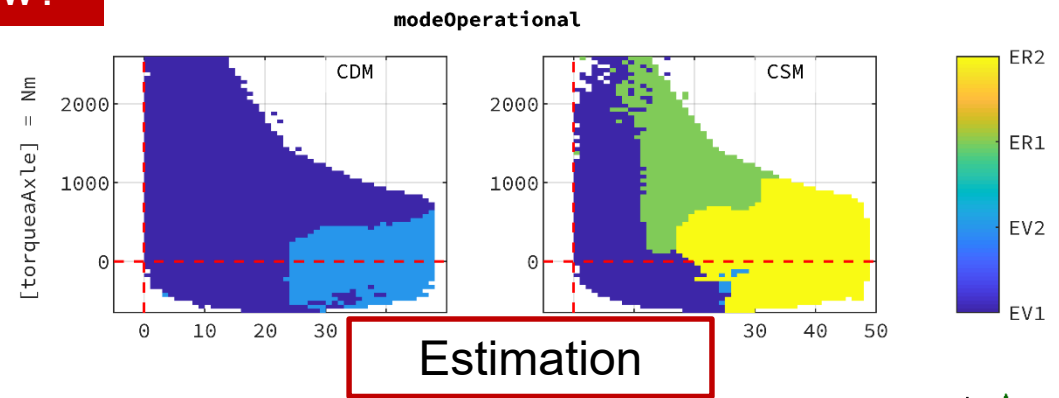 modeOperational
[torqueaAxle] = Nm
2000
1000
0
CDM
0
10
20
30
2000
1000
0
CSM
30
40
50
ER2
ER1
EV2
EV1
Estimation